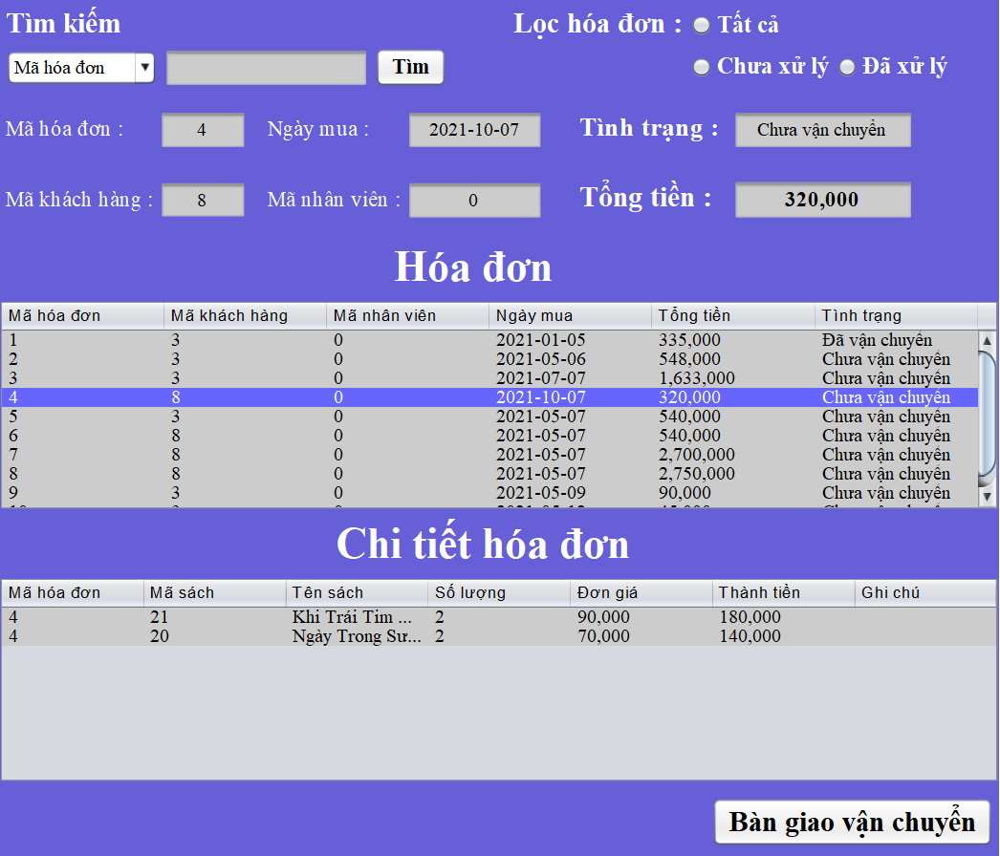 Tìm kiếm
Lọc hóa đơn : Tất cả
Mã hóa đơn Tìm Chưa xử lý Đã xử lý
Mã hóa đơn : 4 Ngày mua : 2021-10-07 Tình trạng : Chưa vận chuyển
Mã khách hàng : 8 Mã nhân viên : 0 Tổng tiền : 320,000
Hóa đơn
Mã hóa đơn Mã khách hàng Mã nhân viên Ngày mua Tổng tiền Tình trạng
1 3 0 2021-01-05 335,000 Đã vận chuyển
2 3 0 2021-05-06 548,000 Chưa vận chuyển
3 3 0 2021-07-07 1,633,000 Chưa vận chuyển
4 8 0 2021-10-07 320,000 Chưa vận chuyển
5 3 0 2021-05-07 540,000 Chưa vận chuyển
6 8 0 2021-05-07 540,000 Chưa vận chuyển
7 8 0 2021-05-07 2,700,000 Chưa vận chuyển
8 8 0 2021-05-07 2,750,000 Chưa vận chuyển
9 3 0 2021-05-09 90,000 Chưa vận chuyển
Chi tiết hóa đơn
Mã hóa đơn Mã sách Tên sách Số lượng Đơn giá Thành tiền Ghi chú
4 21 Khi Trái Tim ... 2 90,000 180,000
4 20 Ngày Trong Sư... 2 70,000 140,000
Bàn giao vận chuyển